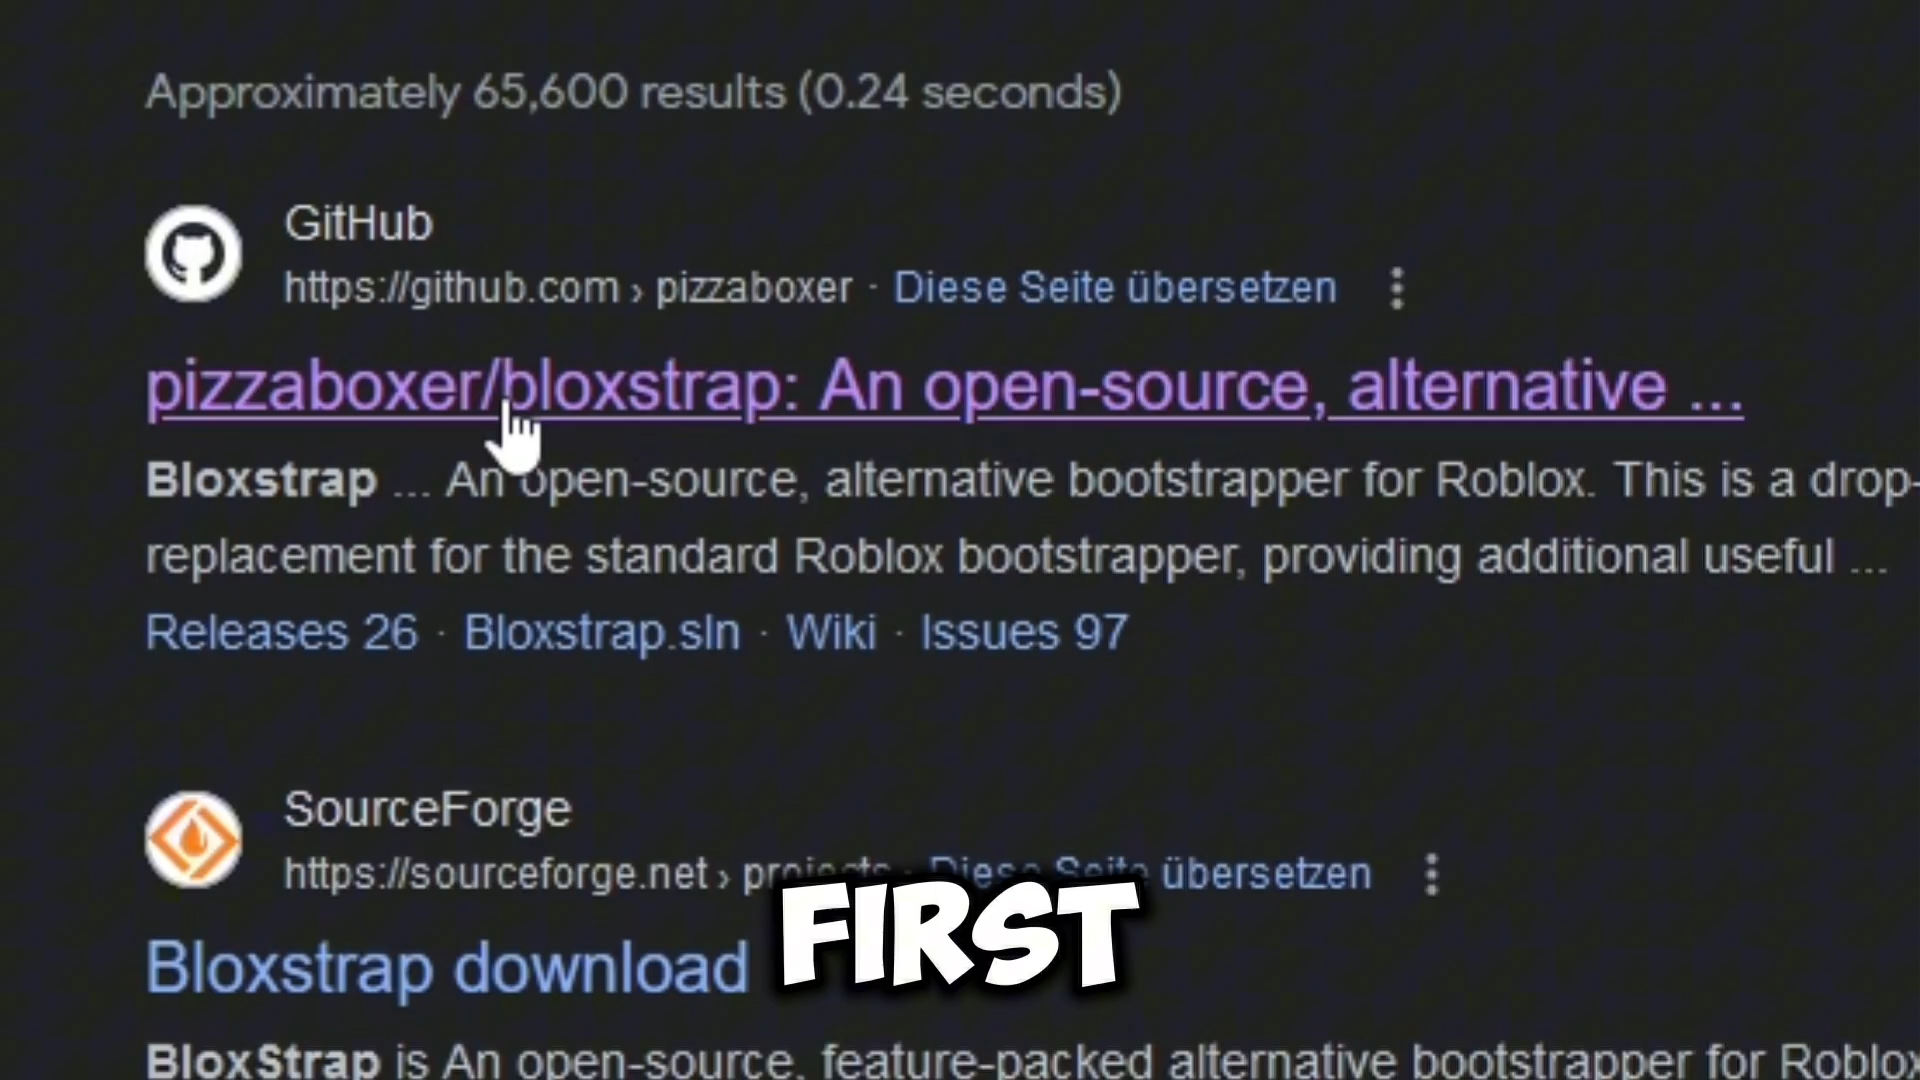 Approximately 65,600 results (0.24 seconds)
GitHub
https://github.com › pizzaboxer · Diese Seite übersetzen
pizzaboxer/bloxstrap: An open-source, alternative ...
Bloxstrap ... An open-source, alternative bootstrapper for Roblox. This is a drop-
replacement for the standard Roblox bootstrapper, providing additional useful ...
Releases 26 · Bloxstrap.sln · Wiki · Issues 97
SourceForge
https://sourceforge.net › projects · Diese Seite übersetzen
Bloxstrap download
FIRST
BloxStrap is An open-source, feature-packed alternative bootstrapper for Roblox